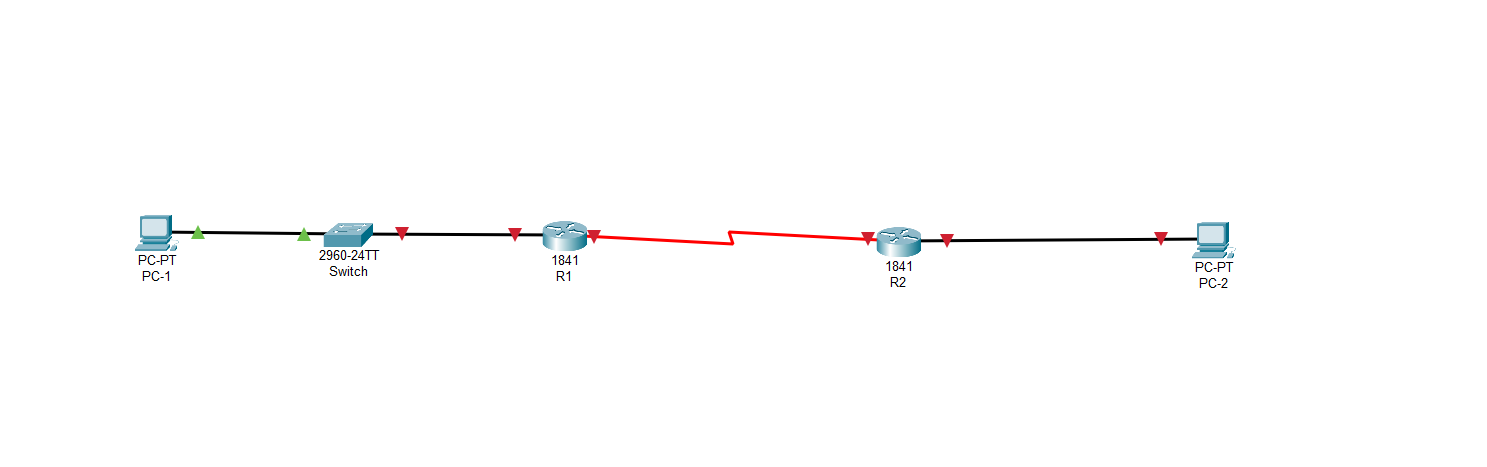 PC-PT
PC-1
2960-24TT
Switch
1841
R1
1841
R2
PC-PT
PC-2